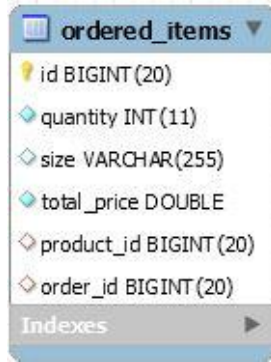 ordered_items
id BIGINT(20)
quantity INT(11)
size VARCHAR(255)
total_price DOUBLE
product_id BIGINT(20)
order_id BIGINT(20)
Indexes